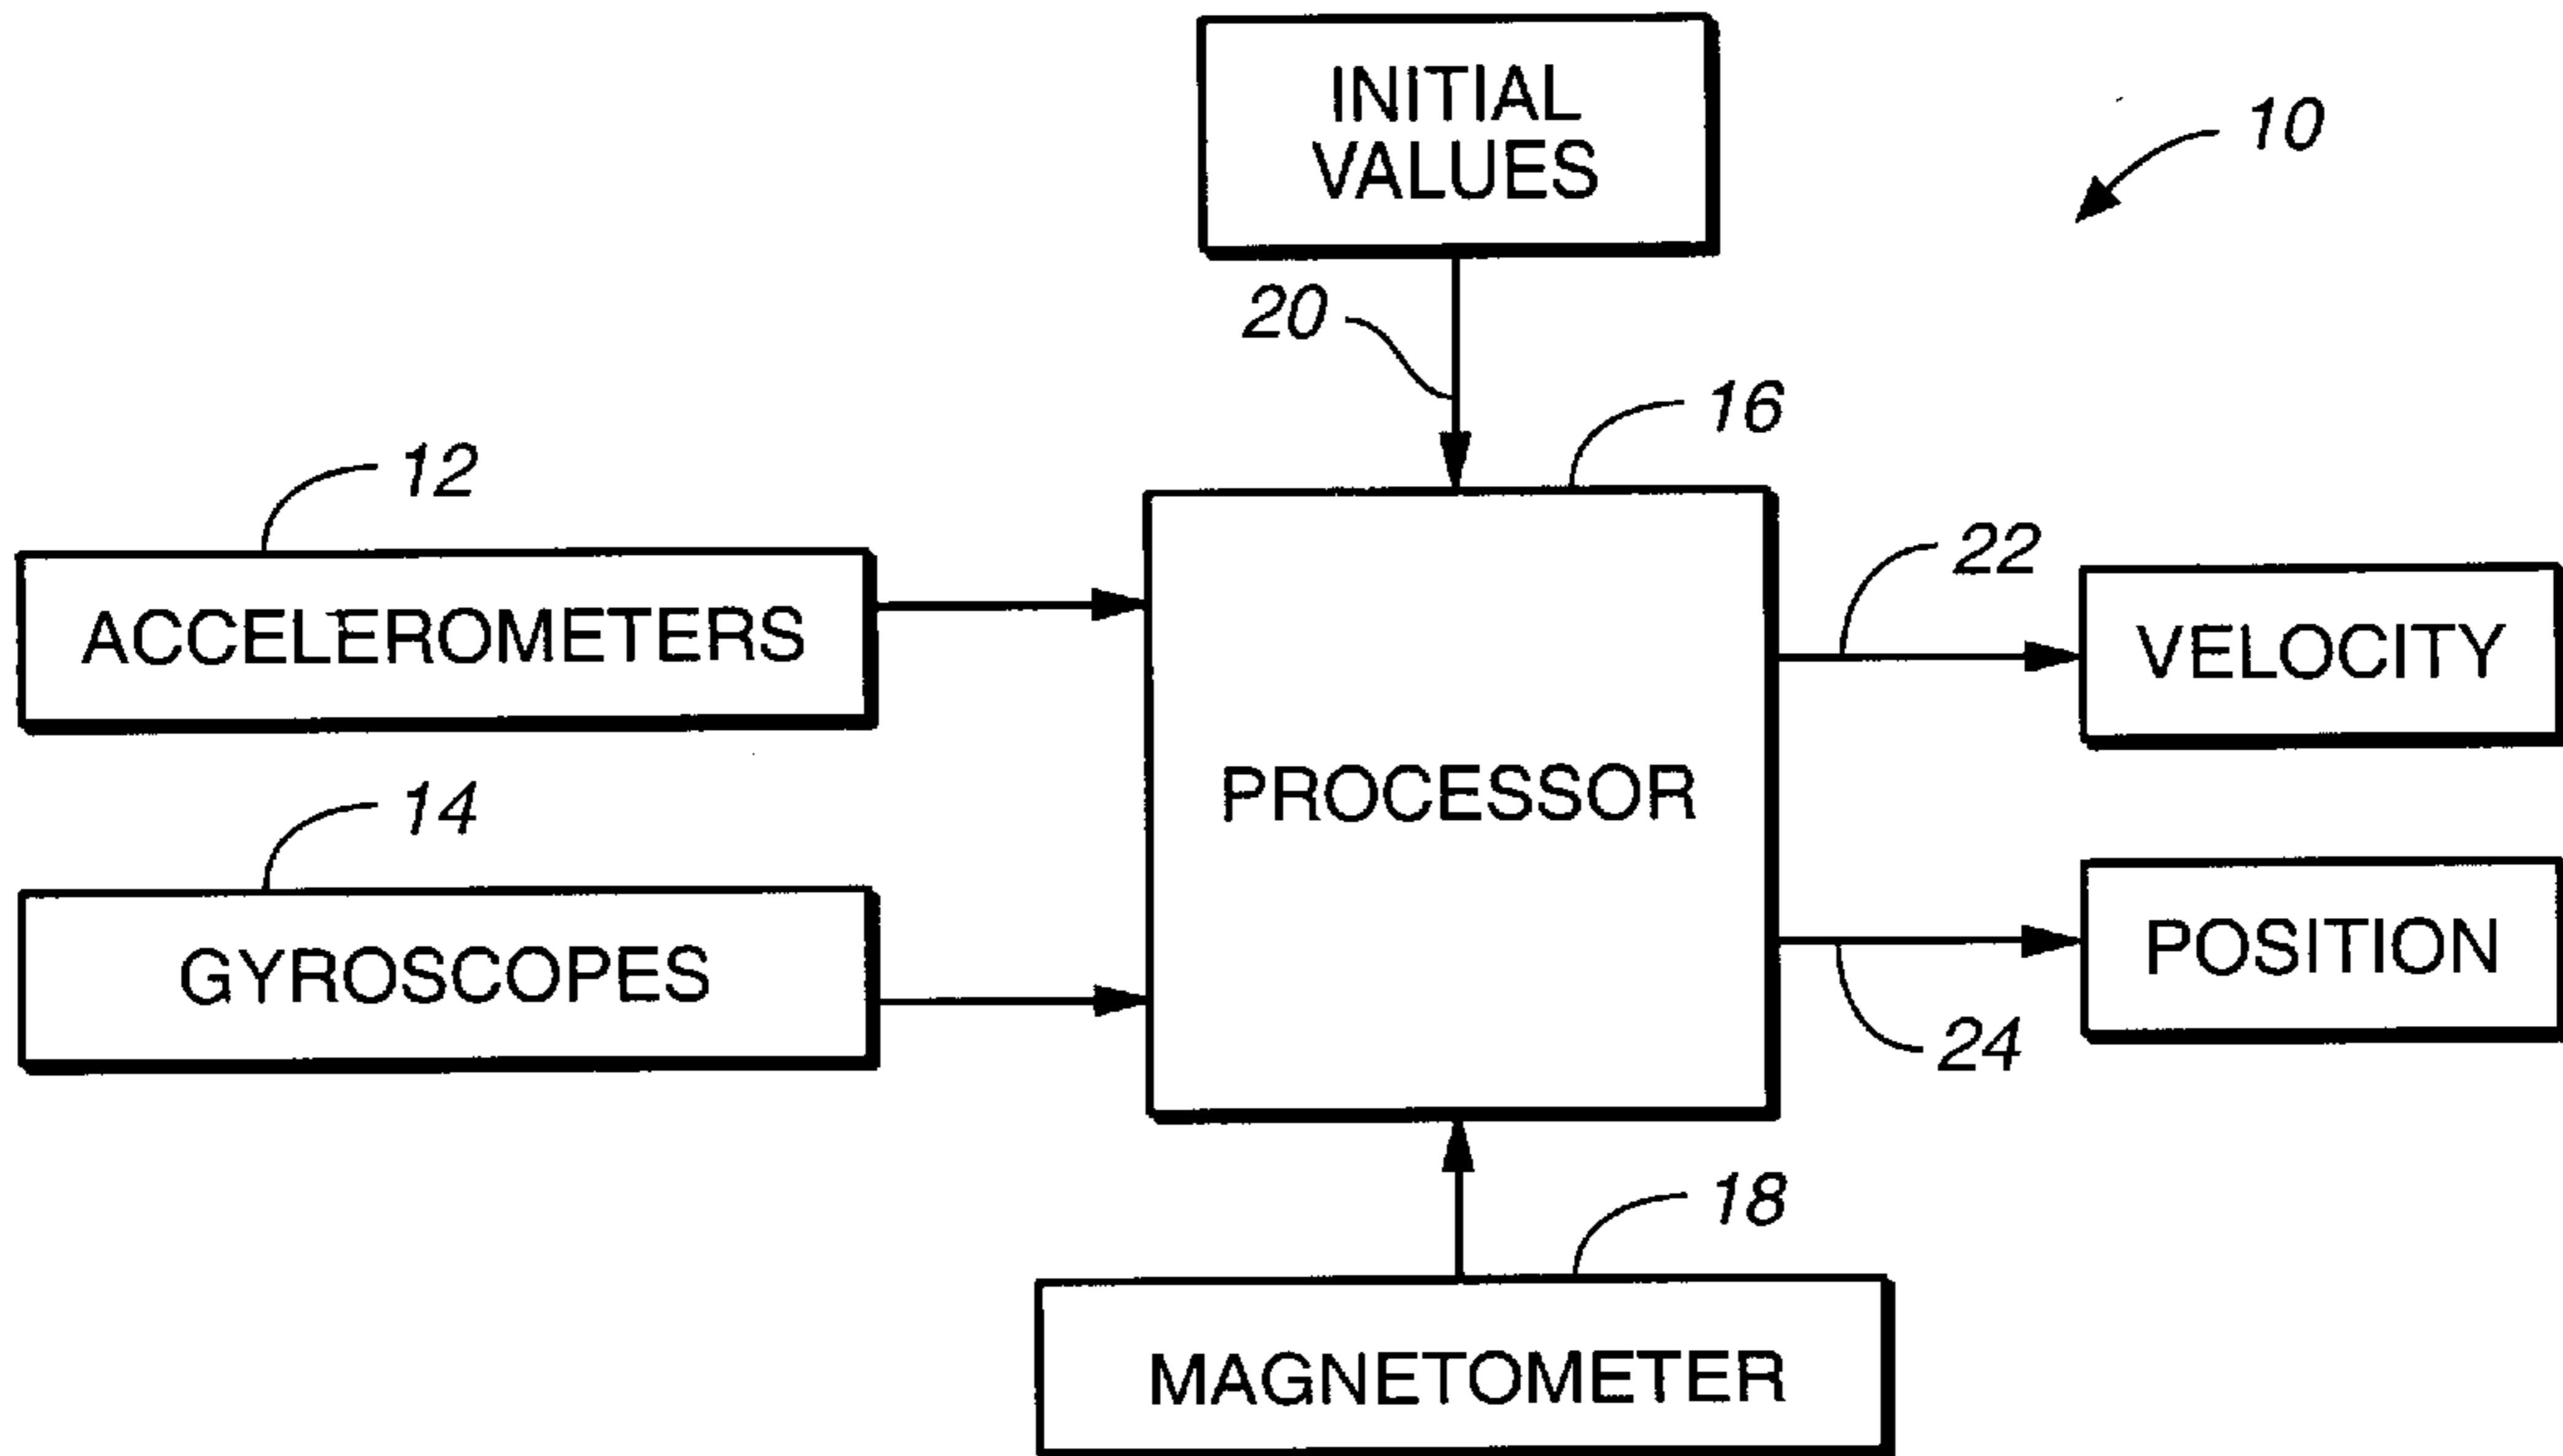 INITIAL
VALUES
10
20
16
12
ACCELEROMETERS
22
VELOCITY
PROCESSOR
14
GYROSCOPES
POSITION
24
18
MAGNETOMETER